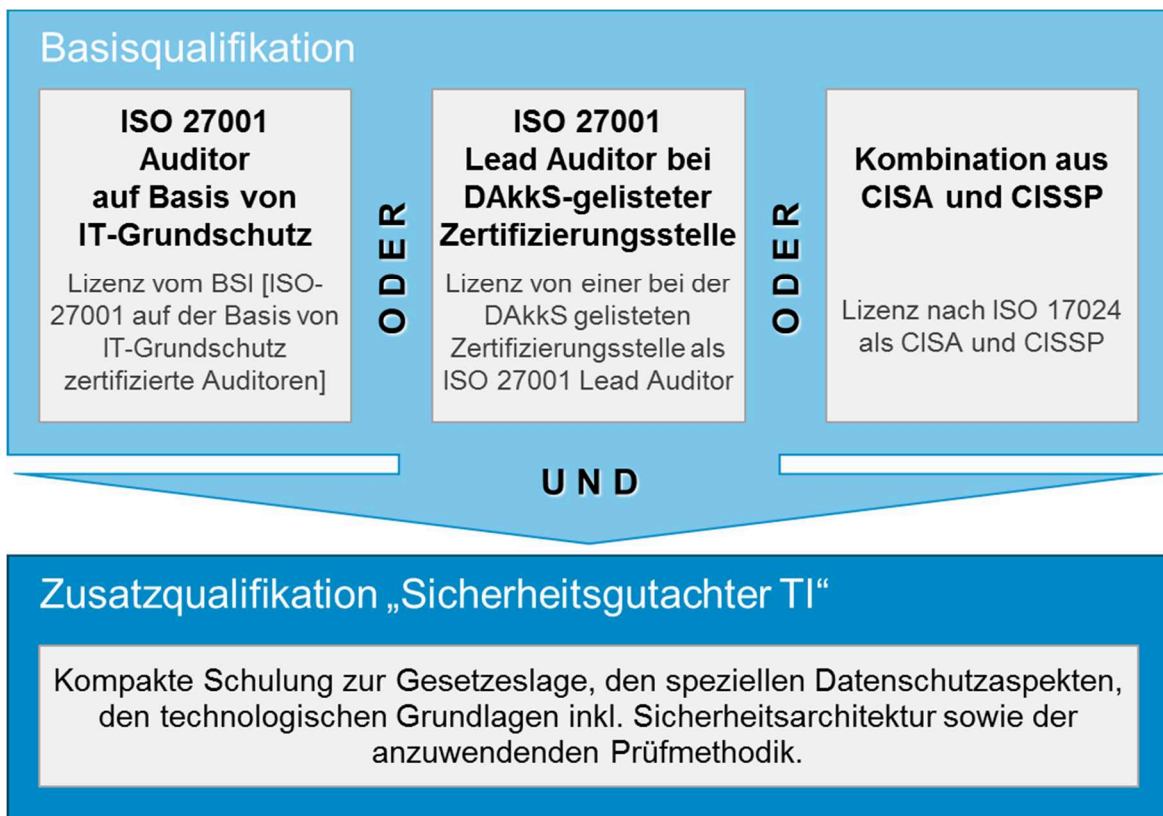 Basisqualifikation
ISO 27001
Auditor
auf Basis von
IT-Grundschutz
Lizenz vom BSI [ISO-
27001 auf der Basis von
IT-Grundschutz
zertifizierte Auditoren]
ODER
ISO 27001
Lead Auditor bei
DAkkS-gelisteter
Zertifizierungsstelle
Lizenz von einer bei der
DAkkS gelisteten
Zertifizierungsstelle als
ISO 27001 Lead Auditor
ODER
Kombination aus
CISA und CISSP
Lizenz nach ISO 17024
als CISA und CISSP
UND
Zusatzqualifikation „Sicherheitsgutachter TI“
Kompakte Schulung zur Gesetzeslage, den speziellen Datenschutzaspekten,
den technologischen Grundlagen inkl. Sicherheitsarchitektur sowie der
anzuwendenden Prüfmethodik.